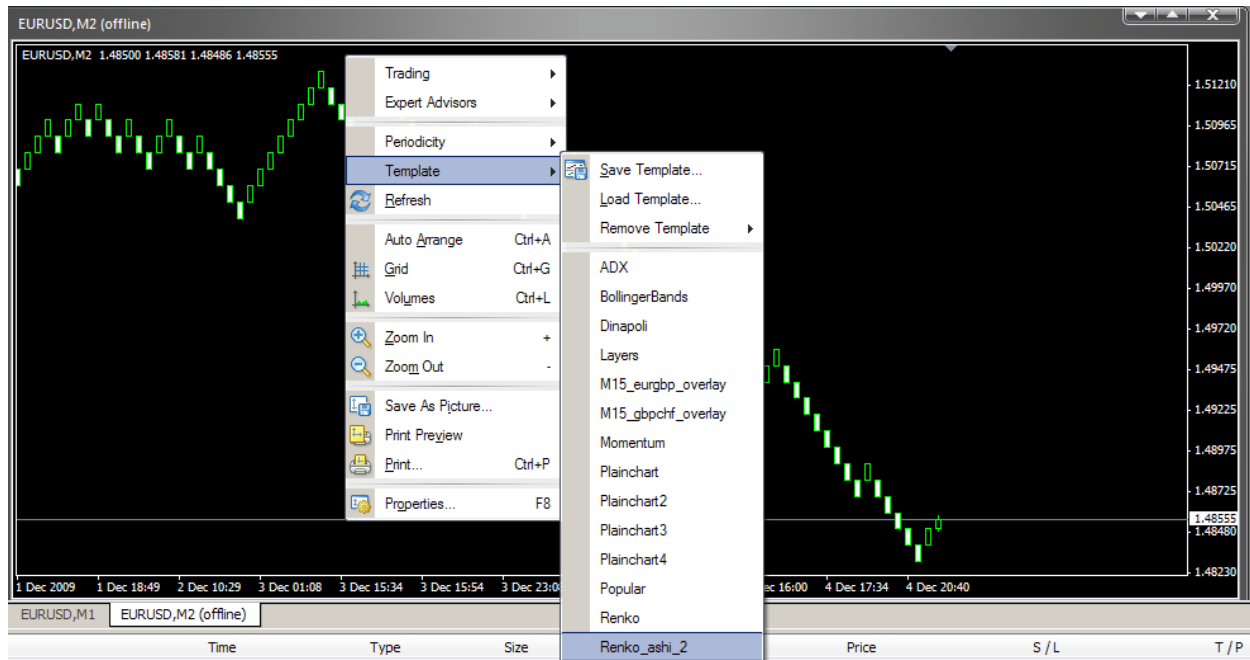 EURUSD,M2 (offline)
EURUSD,M2 1.48500 1.48581 1.48486 1.48555
Trading
Expert Advisors
Periodicity
Template
Refresh
Auto Arrange Ctrl+A
Grid Ctrl+G
Volumes Ctrl+L
Zoom In +
Zoom Out -
Save As Picture...
Print Preview
Print... Ctrl+P
Properties... F8
Save Template...
Load Template...
Remove Template
ADX
BollingerBands
Dinapoli
Layers
M15_eurgbp_overlay
M15_gbpchf_overlay
Momentum
Plainchart
Plainchart2
Plainchart3
Plainchart4
Popular
Renko
Renko_ashi_2
1.51210
1.50965
1.50715
1.50465
1.50220
1.49970
1.49720
1.49475
1.49225
1.48975
1.48725
1.48555
1.48480
1.48230
1 Dec 2009 1 Dec 18:49 2 Dec 10:29 3 Dec 01:08 3 Dec 15:34 3 Dec 15:54 3 Dec 23:0 ec 16:00 4 Dec 17:34 4 Dec 20:40
EURUSD,M1 EURUSD,M2 (offline)
Time Type Size Price S / L T / P